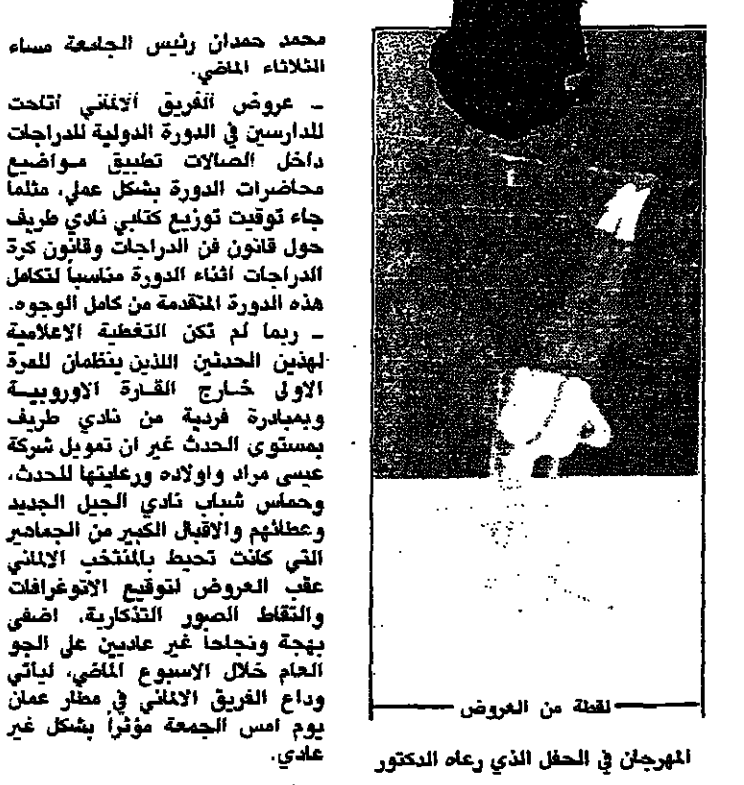 لقطة من العروض
المهرجان في الحفل الذي رعاه الدكتور
محمد حمدان رئيس الجامعة مساء
الثلاثاء الماضي.
ـ عروض الفريق الالماني اتاحت
للدارسين في الدورة الدولية للدراجات
داخل الصالات تطبيق مواضيع
محاضرات الدورة بشكل عملي، مثلما
جاء توقيت توزيع كتابي نادي طريف
حول قانون فن الدراجات وقانون كرة
الدراجات اثناء الدورة مناسباً لتكامل
هذه الدورة المتقدمة من كامل الوجوه.
ـ ربما لم تكن التغطية الاعلامية
لهذين الحدثين اللذين ينظمان للمرة
الاولى خارج القارة الاوروبية
وبمبادرة فردية من نادي طريف
بمستوى الحدث غير ان تمويل شركة
عيسى مراد واولاده ورعايتها للحدث،
وحماس شباب نادي الجيل الجديد
وعطائهم والاقبال الكبير من الجماهير
التي كانت تحيط بالمنتخب الالماني
عقب العروض لتوقيع الاتوغرافات
والتقاط الصور التذكارية، اضفى
بهجة ونجاحاً غير عاديين على الجو
العام خلال الاسبوع الماضي، ليأتي
وداع الفريق الالماني في مطار عمان
يوم امس الجمعة مؤثراً بشكل غير
عادي.